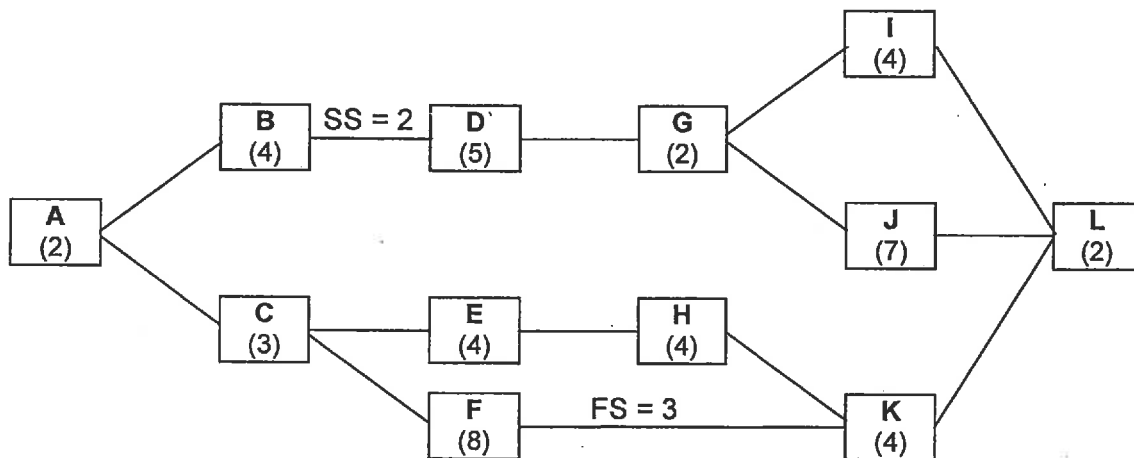 I
(4)
B
(4)
SS = 2
D
(5)
G
(2)
A
(2)
J
(7)
L
(2)
C
(3)
E
(4)
H
(4)
F
(8)
FS = 3
K
(4)